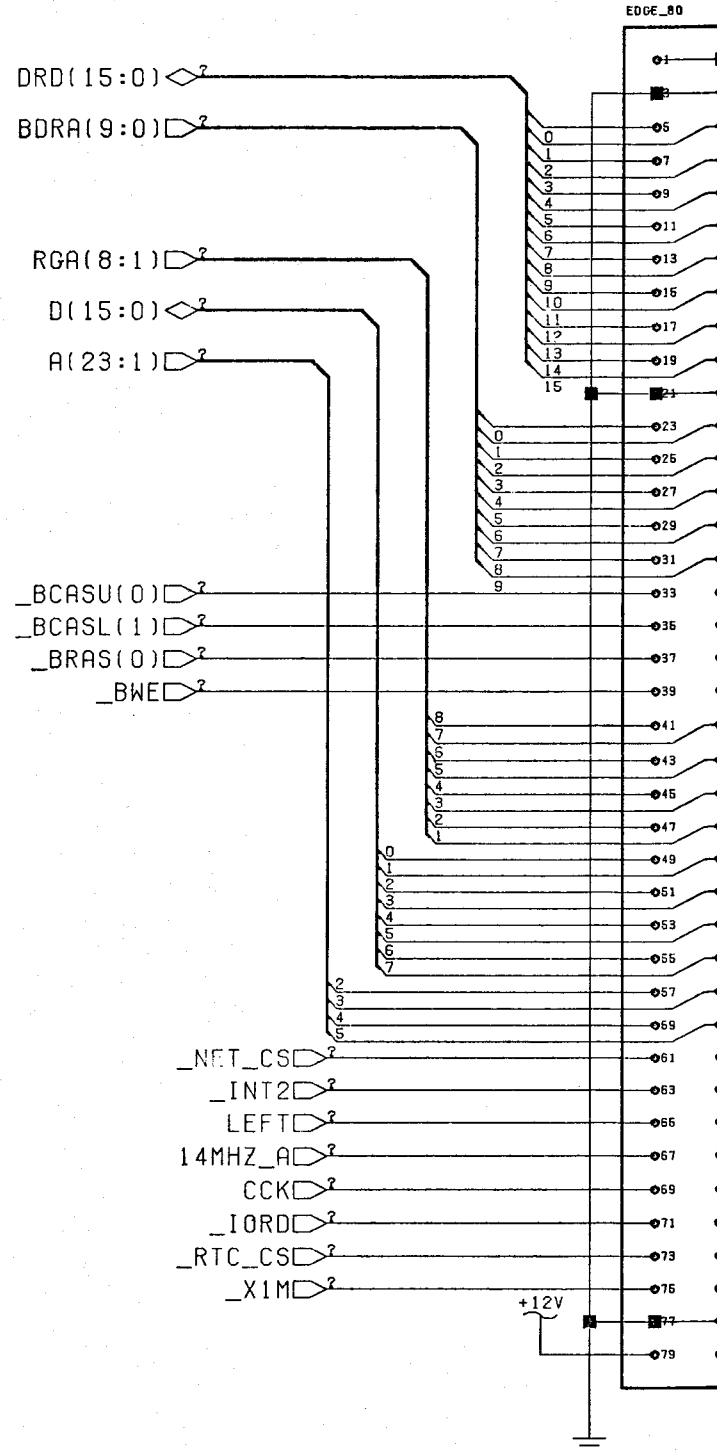 EDGE_80
1
DRD(15:0) ?
3
BDRA(9:0) ?
5
0
1 7
2
3 9
4
5 11
6
RGA(8:1) ?
7 13
8
9 15
D(15:0) ?
10
11 17
12
A(23:1) ?
13 19
14
15 21
23
0
1 25
2
3 27
4
5 29
6
7 31
8
9
_BCASU(0) ? 33
_BCASL(1) ? 35
_BRAS(0) ? 37
_BWE ? 39
8 41
7
6 43
5
4 45
3
2 47
1
0 49
1
2 51
3
4 53
5
6 55
7
2 57
3
4 59
5
_NET_CS ? 61
_INT2 ? 63
LEFT ? 65
14MHZ_A ? 67
CCK ? 69
_IORD ? 71
_RTC_CS ? 73
_X1M ? 75
+12V
77
79